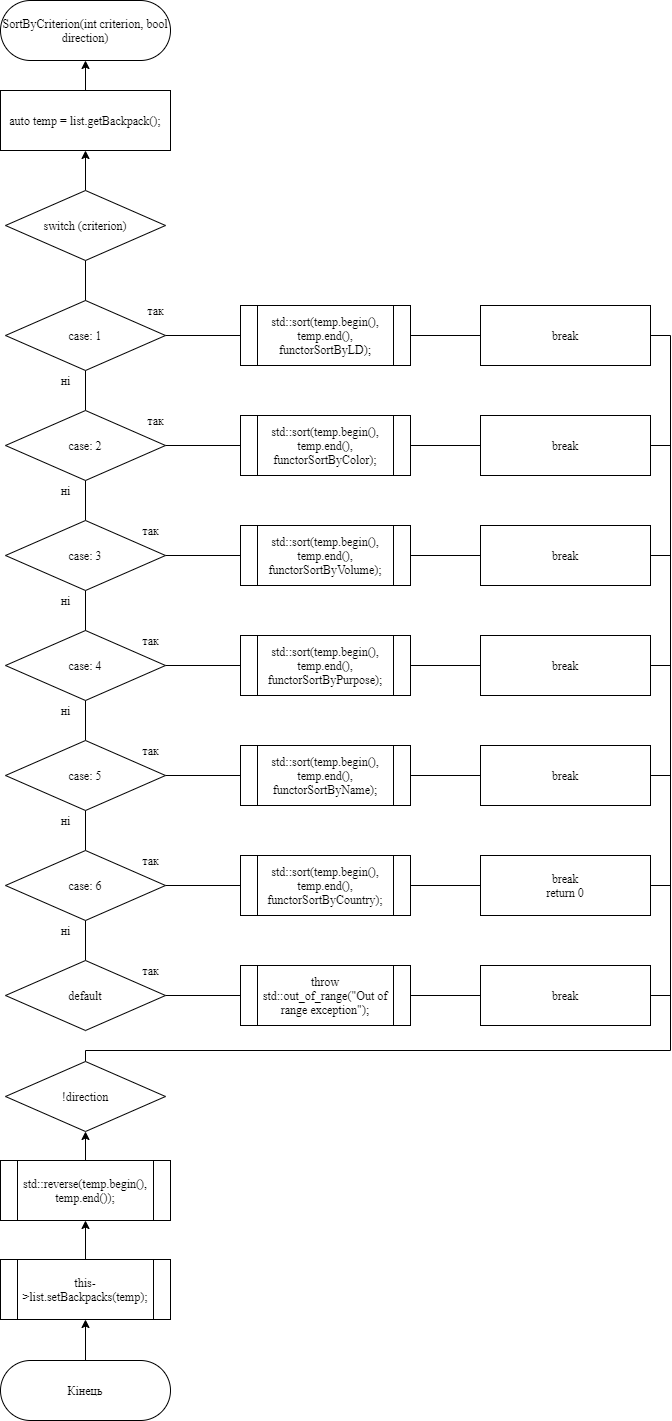 SortByCriterion(int criterion, bool
direction)
auto temp = list.getBackpack();
switch (criterion)
case: 1
так
std::sort(temp.begin(),
temp.end(),
functorSortByLD);
break
ні
case: 2
так
std::sort(temp.begin(),
temp.end(),
functorSortByColor);
break
ні
case: 3
так
std::sort(temp.begin(),
temp.end(),
functorSortByVolume);
break
ні
case: 4
так
std::sort(temp.begin(),
temp.end(),
functorSortByPurpose);
break
ні
case: 5
так
std::sort(temp.begin(),
temp.end(),
functorSortByName);
break
ні
case: 6
так
std::sort(temp.begin(),
temp.end(),
functorSortByCountry);
break
return 0
ні
default
так
throw
std::out_of_range("Out of
range exception");
break
!direction
std::reverse(temp.begin(),
temp.end());
this-
>list.setBackpacks(temp);
Кінець